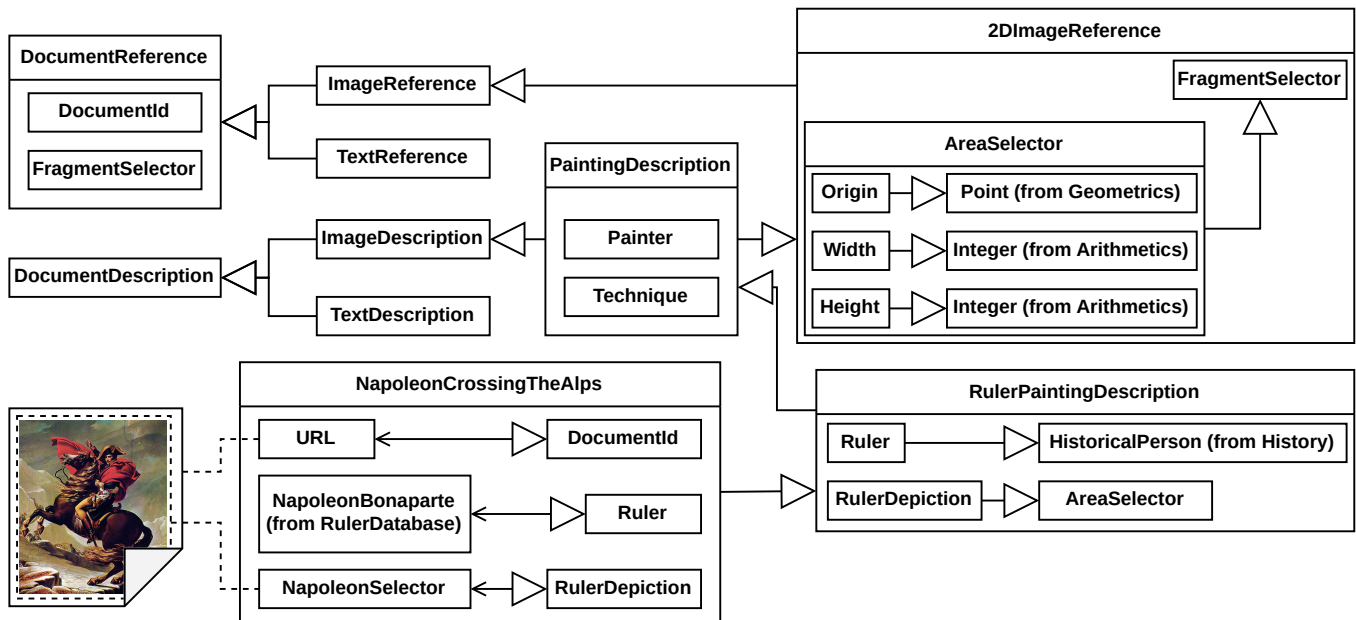 DocumentReference
DocumentId
FragmentSelector
ImageReference
TextReference
2DImageReference
FragmentSelector
AreaSelector
Origin
Point (from Geometrics)
Width
Integer (from Arithmetics)
Height
Integer (from Arithmetics)
PaintingDescription
Painter
Technique
DocumentDescription
ImageDescription
TextDescription
NapoleonCrossingTheAlps
URL
DocumentId
NapoleonBonaparte
(from RulerDatabase)
Ruler
NapoleonSelector
RulerDepiction
RulerPaintingDescription
Ruler
HistoricalPerson (from History)
RulerDepiction
AreaSelector